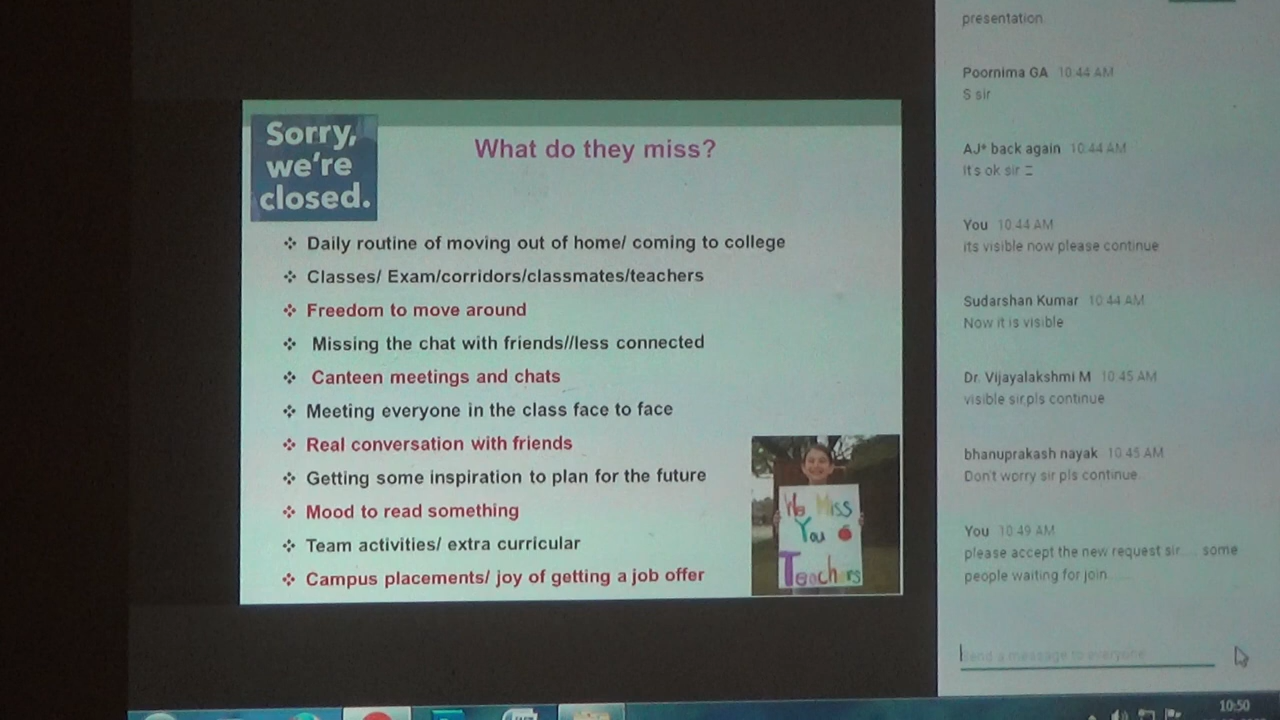 Sorry,
we're
closed.
What do they miss?
Daily routine of moving out of home/ coming to college
Classes/ Exam/corridors/classmates/teachers
Freedom to move around
Missing the chat with friends//less connected
Canteen meetings and chats
Meeting everyone in the class face to face
Real conversation with friends
Getting some inspiration to plan for the future
Mood to read something
Team activities/ extra curricular
Campus placements/ joy of getting a job offer
We Miss
You
Teachers
presentation.
Poornima GA 10:44 AM
S sir
AJ* back again 10:44 AM
it's ok sir
You 10:44 AM
its visible now please continue
Sudarshan Kumar 10:44 AM
Now it is visible
Dr. Vijayalakshmi M 10:45 AM
visible sir,pls continue
bhanuprakash nayak 10:45 AM
Don't worry sir pls continue.
You 10:49 AM
please accept the new request sir.... some
people waiting for join.....
Send a message to everyone
10:50